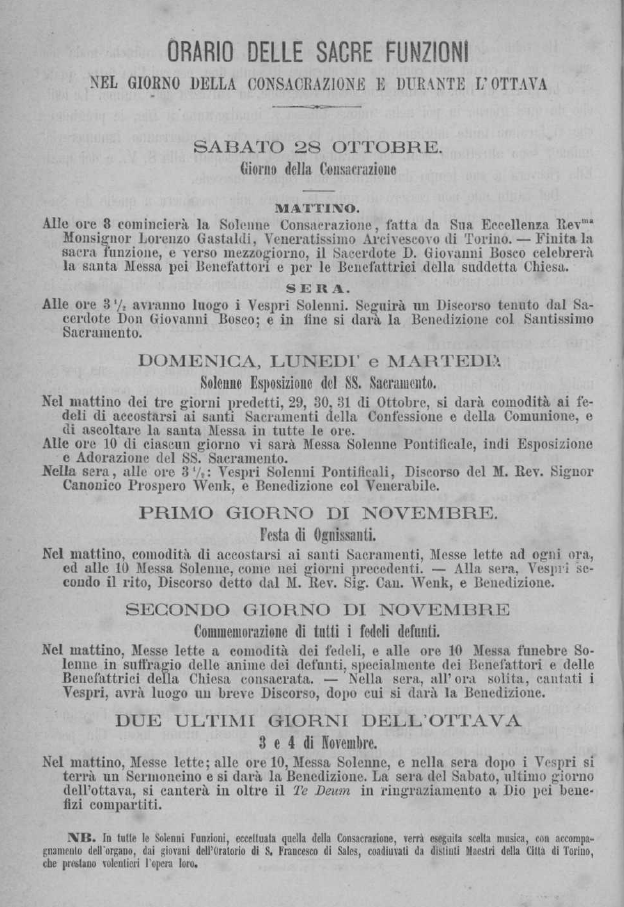 ORARIO DELLE SACRE FUNZIONI
NEL GIORNO DELLA CONSACRAZIONE E DURANTE L'OTTAVA
SABATO 28 OTTOBRE.
Giorno della Consacrazione
MATTINO.
Alle ore 8 comincierà la Solenne Consacrazione, fatta da Sua Eccellenza Rev.ma
Monsignor Lorenzo Gastaldi, Veneratissimo Arcivescovo di Torino. — Finita la
sacra funzione, e verso mezzogiorno, il Sacerdote D. Giovanni Bosco celebrerà
la santa Messa pei Benefattori e per le Benefattrici della suddetta Chiesa.
SERA.
Alle ore 3 1/2 avranno luogo i Vespri Solenni. Seguirà un Discorso tenuto dal Sa-
cerdote Don Giovanni Bosco; e in fine si darà la Benedizione col Santissimo
Sacramento.
DOMENICA, LUNEDI' e MARTEDI'.
Solenne Esposizione del SS. Sacramento.
Nel mattino dei tre giorni predetti, 29, 30, 31 di Ottobre, si darà comodità ai fe-
deli di accostarsi ai santi Sacramenti della Confessione e della Comunione, e
di ascoltare la santa Messa in tutte le ore.
Alle ore 10 di ciascun giorno vi sarà Messa Solenne Pontificale, indi Esposizione
e Adorazione del SS. Sacramento.
Nella sera, alle ore 3 1/2: Vespri Solenni Pontificali, Discorso del M. Rev. Signor
Canonico Prospero Wenk, e Benedizione col Venerabile.
PRIMO GIORNO DI NOVEMBRE.
Festa di Ognissanti.
Nel mattino, comodità di accostarsi ai santi Sacramenti, Messe lette ad ogni ora,
ed alle 10 Messa Solenne, come nei giorni precedenti. — Alla sera, Vespri se-
condo il rito, Discorso detto dal M. Rev. Sig. Can. Wenk, e Benedizione.
SECONDO GIORNO DI NOVEMBRE
Commemorazione di tutti i fedeli defunti.
Nel mattino, Messe lette a comodità dei fedeli, e alle ore 10 Messa funebre So-
lenne in suffragio delle anime dei defunti, specialmente dei Benefattori e delle
Benefattrici della Chiesa consacrata. — Nella sera, all'ora solita, cantati i
Vespri, avrà luogo un breve Discorso, dopo cui si darà la Benedizione.
DUE ULTIMI GIORNI DELL'OTTAVA
3 e 4 di Novembre.
Nel mattino, Messe lette; alle ore 10, Messa Solenne, e nella sera dopo i Vespri si
terrà un Sermoncino e si darà la Benedizione. La sera del Sabato, ultimo giorno
dell'ottava, si canterà in oltre il Te Deum in ringraziamento a Dio pei bene-
fizi compartiti.
NB. In tutte le Solenni Funzioni, eccettuata quella della Consacrazione, verrà eseguita scelta musica, con accompa-
gnamento dell'organo, dai giovani dell'Oratorio di S. Francesco di Sales, coadiuvati da distinti Maestri della Città di Torino,
che prestano volentieri l'opera loro.